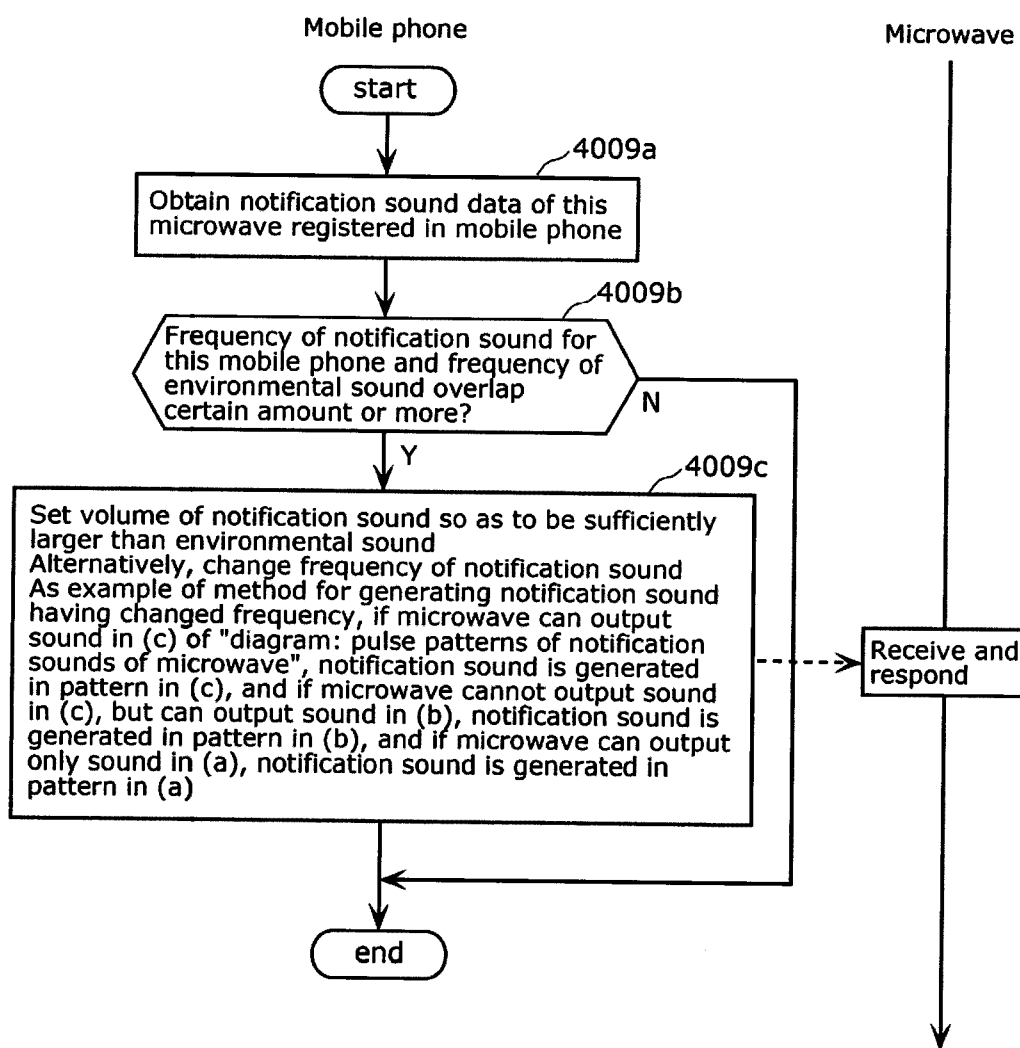 Mobile phone
Microwave
start
4009a
Obtain notification sound data of this
microwave registered in mobile phone
4009b
Frequency of notification sound for
this mobile phone and frequency of
environmental sound overlap
certain amount or more?
N
Y
4009c
Set volume of notification sound so as to be sufficiently
larger than environmental sound
Alternatively, change frequency of notification sound
As example of method for generating notification sound
having changed frequency, if microwave can output
sound in (c) of "diagram: pulse patterns of notification
sounds of microwave", notification sound is generated
in pattern in (c), and if microwave cannot output sound
in (c), but can output sound in (b), notification sound is
generated in pattern in (b), and if microwave can output
only sound in (a), notification sound is generated in
pattern in (a)
Receive and
respond
end